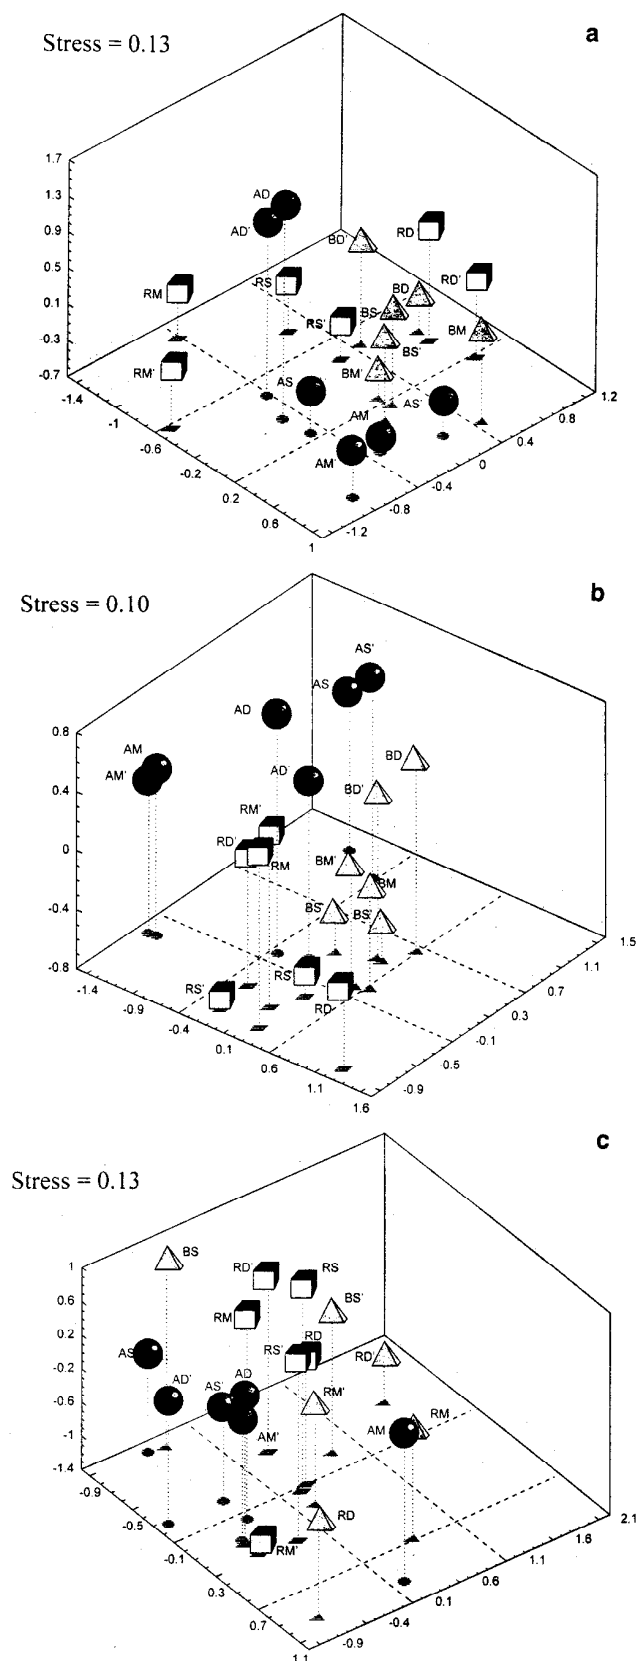 Stress = 0.13
a
1.7
1.3
0.9
0.5
0.1
-0.3
-0.7
AD
AD'
BD'
RD
RM
RS
BD
RD'
BS
RS'
BM
BS'
RM'
BM'
AS
AS'
AM
AM'
-1.4
-1
-0.6
-0.2
0.2
0.6
1
-1.2
-0.8
-0.4
0
0.4
0.8
1.2
Stress = 0.10
b
AS'
AS
AD
BD
0.8
AM
AM'
AD'
BD'
0.4
RM'
RD'
RM
0
BM'
BM
BS
BS'
-0.4
RS
RS'
RD
-0.8
-1.4
-0.9
-0.4
0.1
0.6
1.1
1.6
-0.9
-0.5
-0.1
0.3
0.7
1.1
1.5
Stress = 0.13
c
BS
RD'
RS
1
BS'
0.6
RM
RD
0.2
AS
RS'
RD'
-0.2
AD'
AS'
AD
RM'
-0.6
AM
RM
AM'
-1
-1.4
RD
RM'
-0.9
-0.5
-0.1
0.3
0.7
1.1
-0.9
-0.4
0.1
0.6
1.1
1.6
2.1